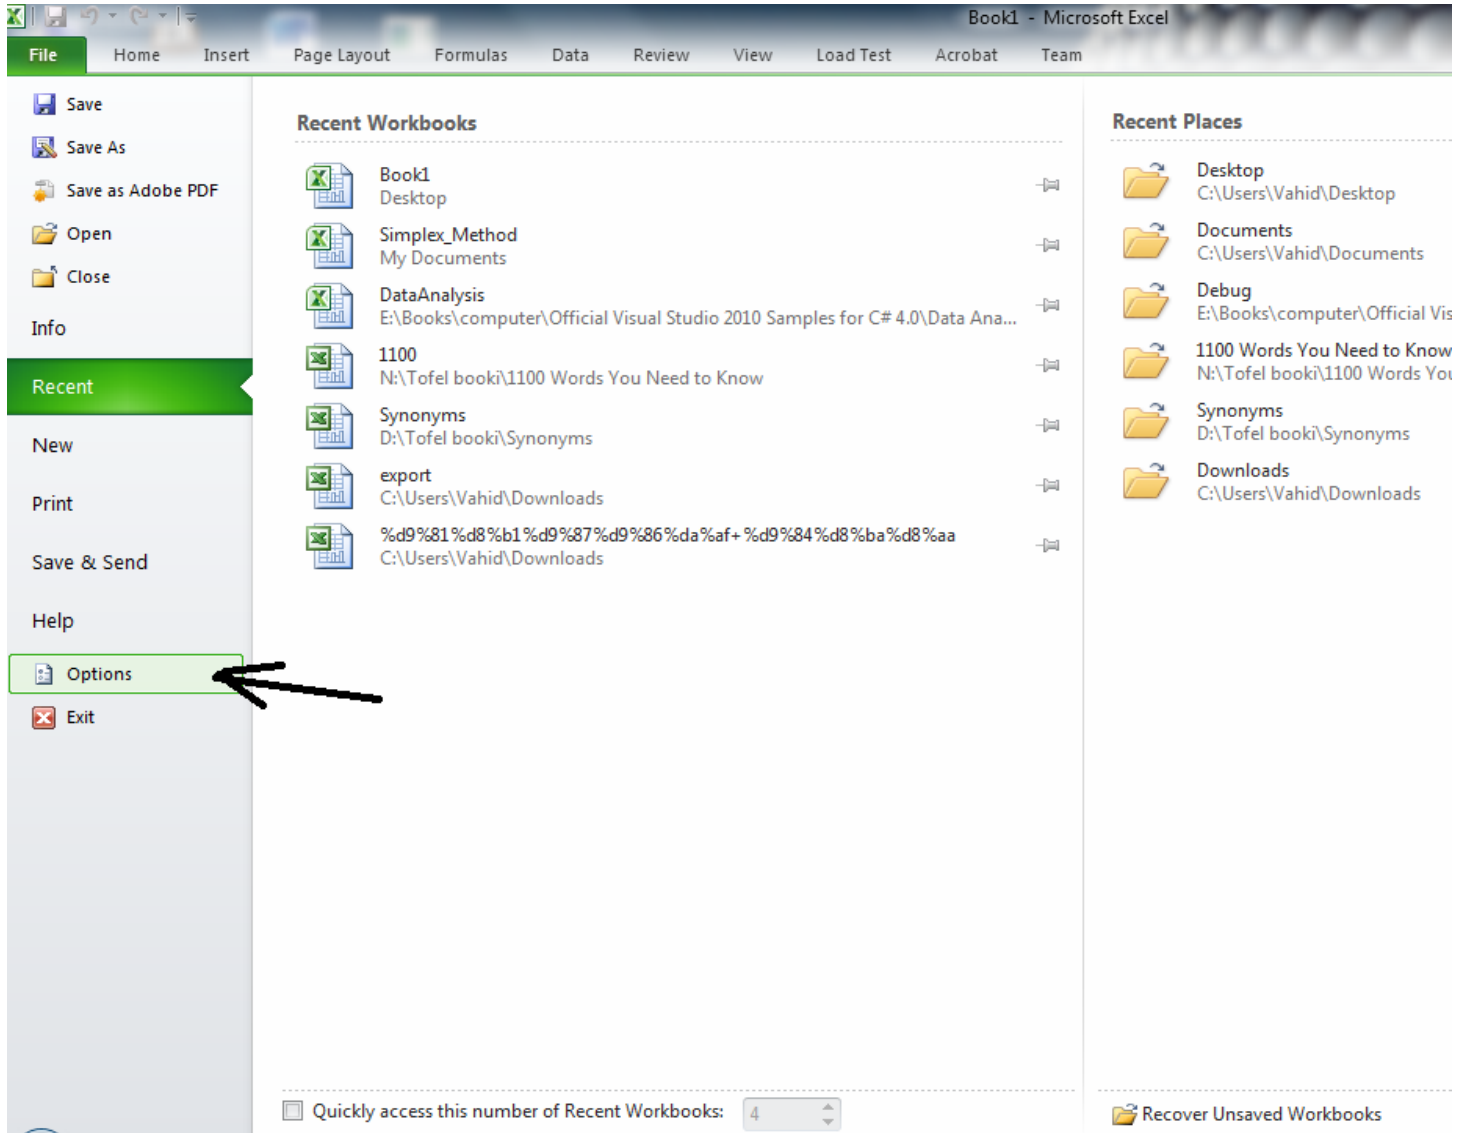 Book1 - Microsoft Excel
File Home Insert Page Layout Formulas Data Review View Load Test Acrobat Team
Save
Save As
Save as Adobe PDF
Open
Close
Info
Recent
New
Print
Save & Send
Help
Options
Exit
Recent Workbooks
Book1
Desktop
Simplex_Method
My Documents
DataAnalysis
E:\Books\computer\Official Visual Studio 2010 Samples for C# 4.0\Data Ana...
1100
N:\Tofel booki\1100 Words You Need to Know
Synonyms
D:\Tofel booki\Synonyms
export
C:\Users\Vahid\Downloads
%d9%81%d8%b1%d9%87%d9%86%da%af+%d9%84%d8%ba%d8%aa
C:\Users\Vahid\Downloads
Quickly access this number of Recent Workbooks: 4
Recent Places
Desktop
C:\Users\Vahid\Desktop
Documents
C:\Users\Vahid\Documents
Debug
E:\Books\computer\Official Vis
1100 Words You Need to Know
N:\Tofel booki\1100 Words You
Synonyms
D:\Tofel booki\Synonyms
Downloads
C:\Users\Vahid\Downloads
Recover Unsaved Workbooks